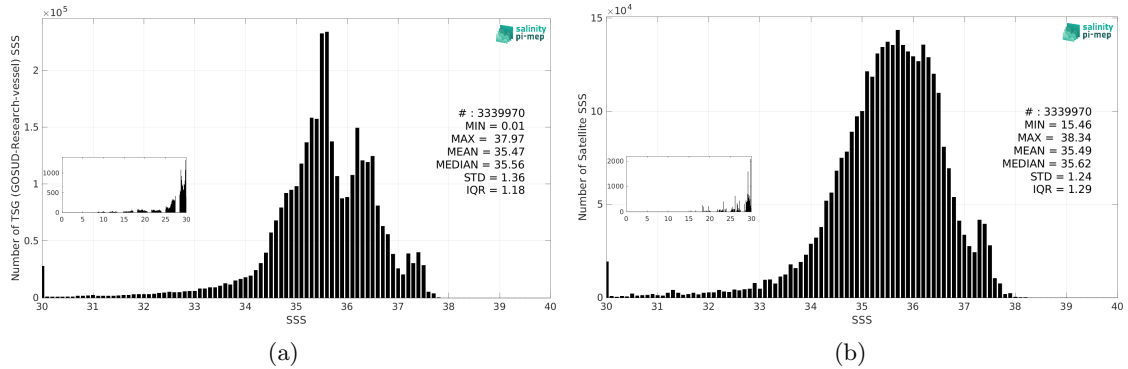 ×10⁵
salinity
pi-mep
Number of TSG (GOSUD-Research-vessel) SSS
2
1.5
1
0.5
0
# : 3339970
MIN = 0.01
MAX = 37.97
MEAN = 35.47
MEDIAN = 35.56
STD = 1.36
IQR = 1.18
1000
500
0
0 5 10 15 20 25 30
30 31 32 33 34 35 36 37 38 39 40
SSS
(a)
15 ×10⁴
salinity
pi-mep
Number of Satellite SSS
10
5
0
# : 3339970
MIN = 15.46
MAX = 38.34
MEAN = 35.49
MEDIAN = 35.62
STD = 1.24
IQR = 1.29
2000
1500
1000
500
0
0 5 10 15 20 25 30
30 31 32 33 34 35 36 37 38 39 40
SSS
(b)